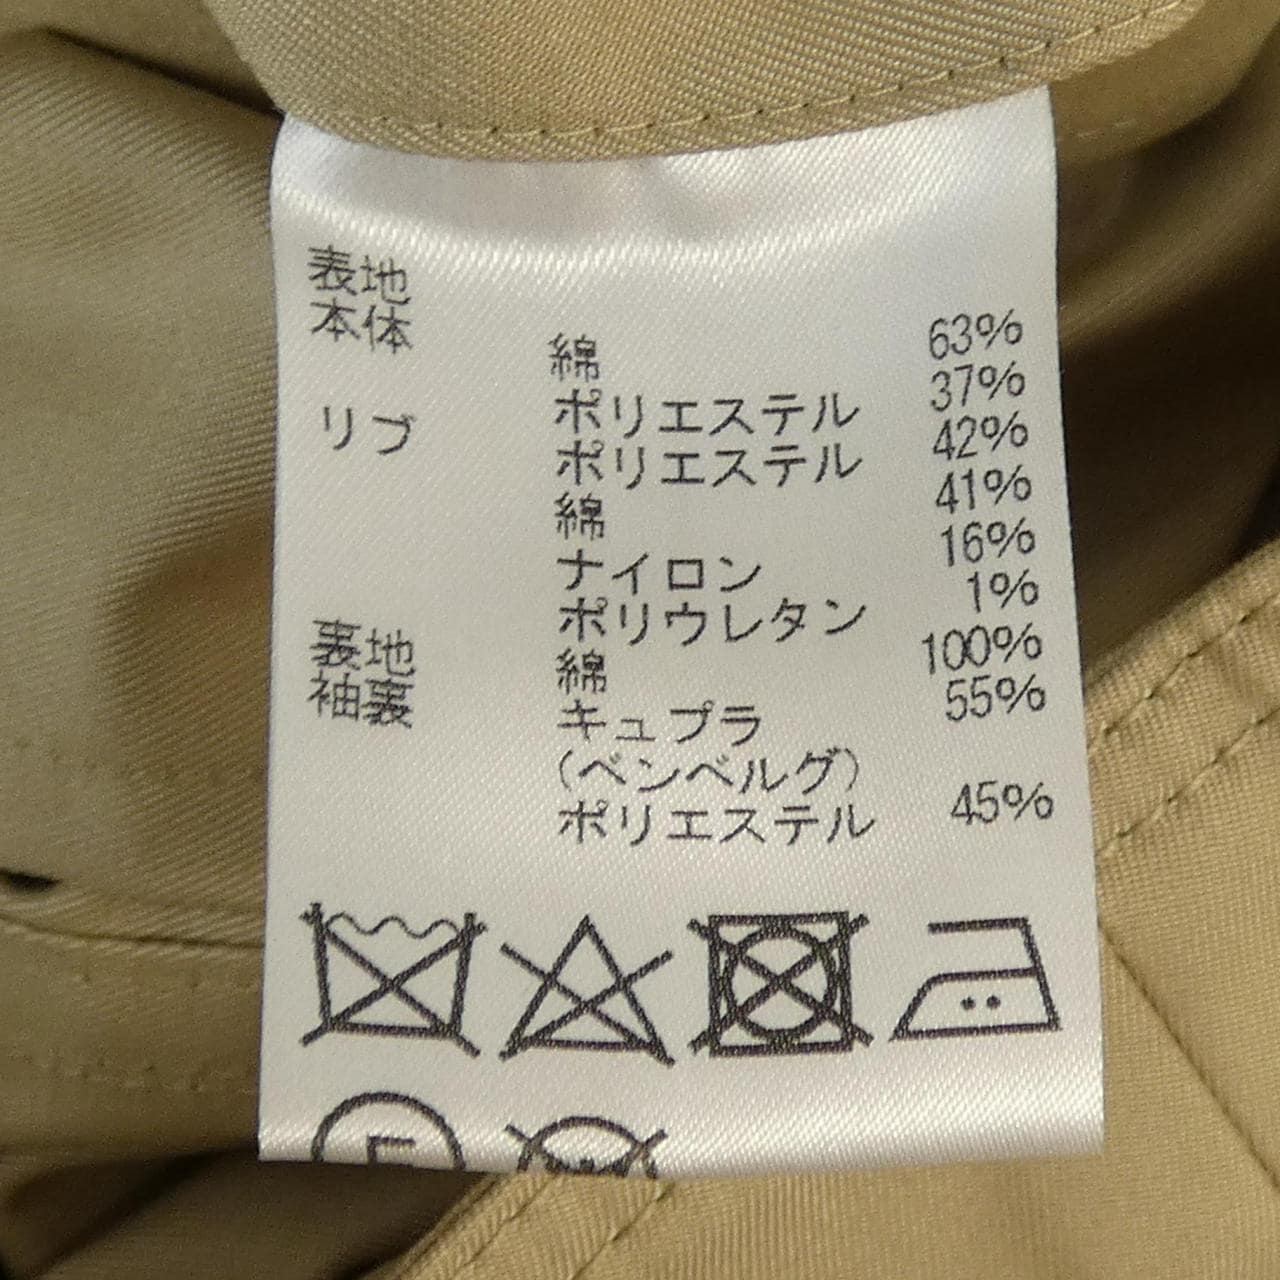 表地
本体
綿 63%
ポリエステル 37%
リブ ポリエステル 42%
綿 41%
ナイロン 16%
ポリウレタン 1%
裏地 綿 100%
袖裏 キュプラ 55%
(ベンベルグ)
ポリエステル 45%